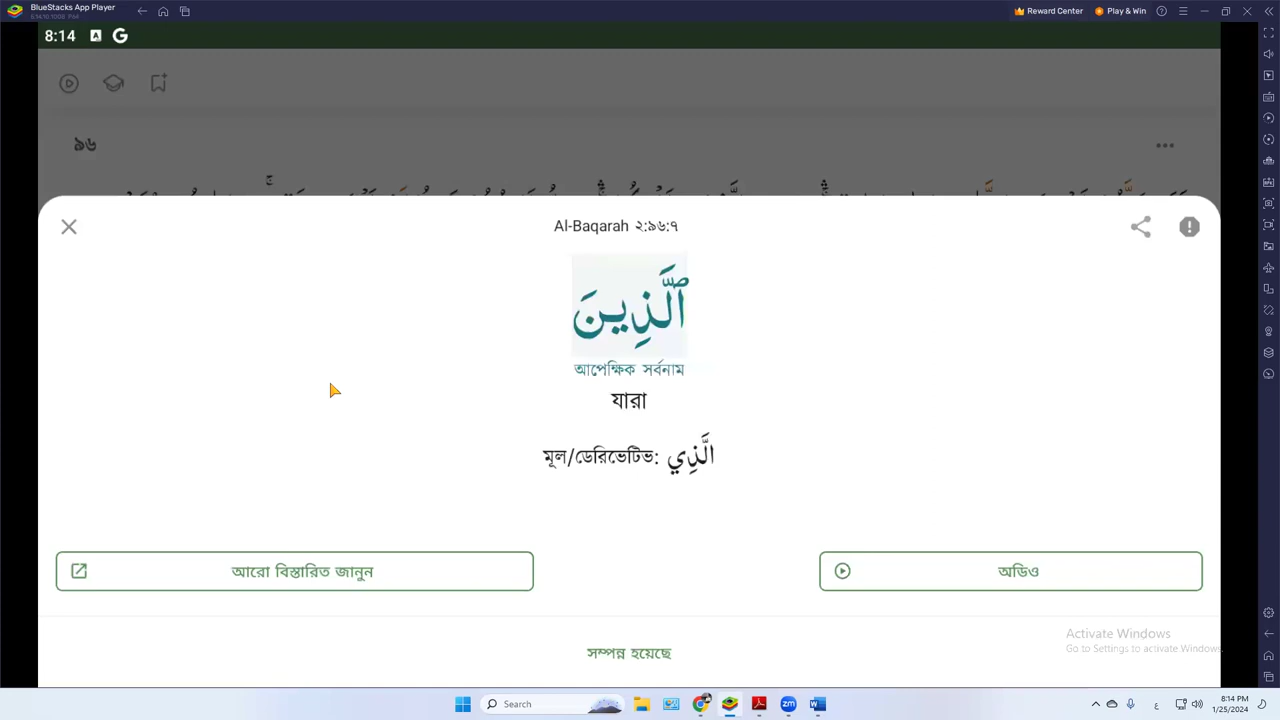 BlueStacks App Player
Reward Center
Play & Win
8:14
৯৬
Al-Baqarah ২:৯৬:৭
ٱلَّذِينَ
আপেক্ষিক সর্বনাম
যারা
মূল/ডেরিভেটিভ: الَّذِي
আরো বিস্তারিত জানুন
অডিও
সম্পন্ন হয়েছে
Activate Windows
Go to Settings to activate Windows.
Search
8:14 PM
1/25/2024